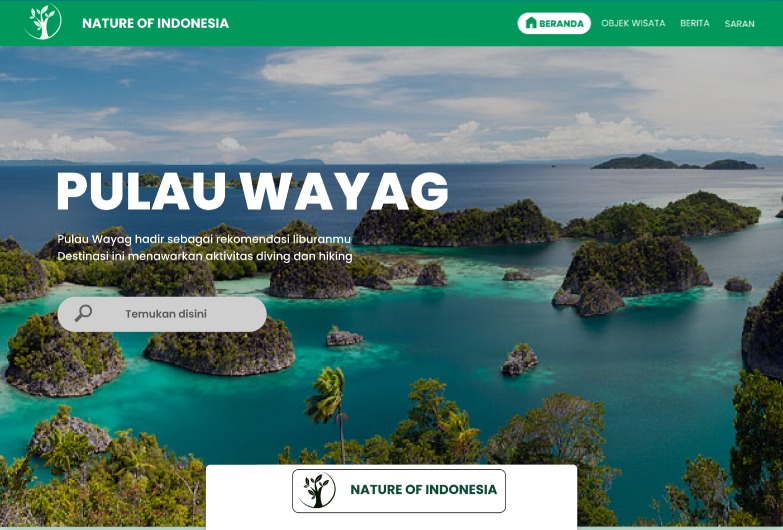 NATURE OF INDONESIA
BERANDA
OBJEK WISATA
BERITA
SARAN
PULAU WAYAG
Pulau Wayag hadir sebagai rekomendasi liburanmu
Destinasi ini menawarkan aktivitas diving dan hiking
Temukan disini
NATURE OF INDONESIA